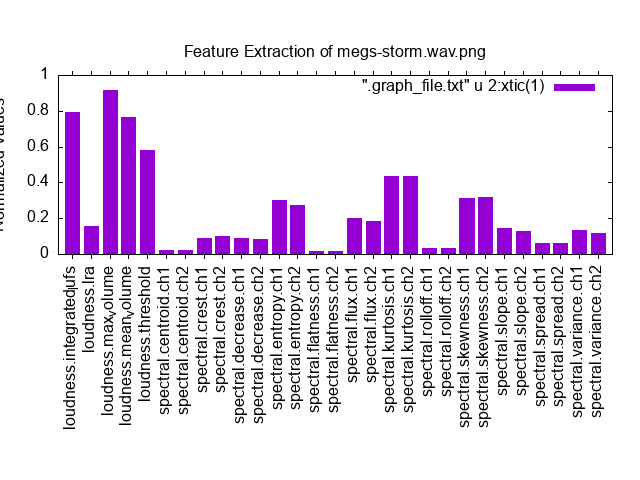 Feature Extraction of megs-storm.wav.png
Normalized Values
".graph_file.txt" u 2:xtic(1)
1
0.8
0.6
0.4
0.2
0
loudness.integratedlufs
loudness.lra
loudness.maxvolume
loudness.meanvolume
loudness.threshold
spectral.centroid.ch1
spectral.centroid.ch2
spectral.crest.ch1
spectral.crest.ch2
spectral.decrease.ch1
spectral.decrease.ch2
spectral.entropy.ch1
spectral.entropy.ch2
spectral.flatness.ch1
spectral.flatness.ch2
spectral.flux.ch1
spectral.flux.ch2
spectral.kurtosis.ch1
spectral.kurtosis.ch2
spectral.rolloff.ch1
spectral.rolloff.ch2
spectral.skewness.ch1
spectral.skewness.ch2
spectral.slope.ch1
spectral.slope.ch2
spectral.spread.ch1
spectral.spread.ch2
spectral.variance.ch1
spectral.variance.ch2